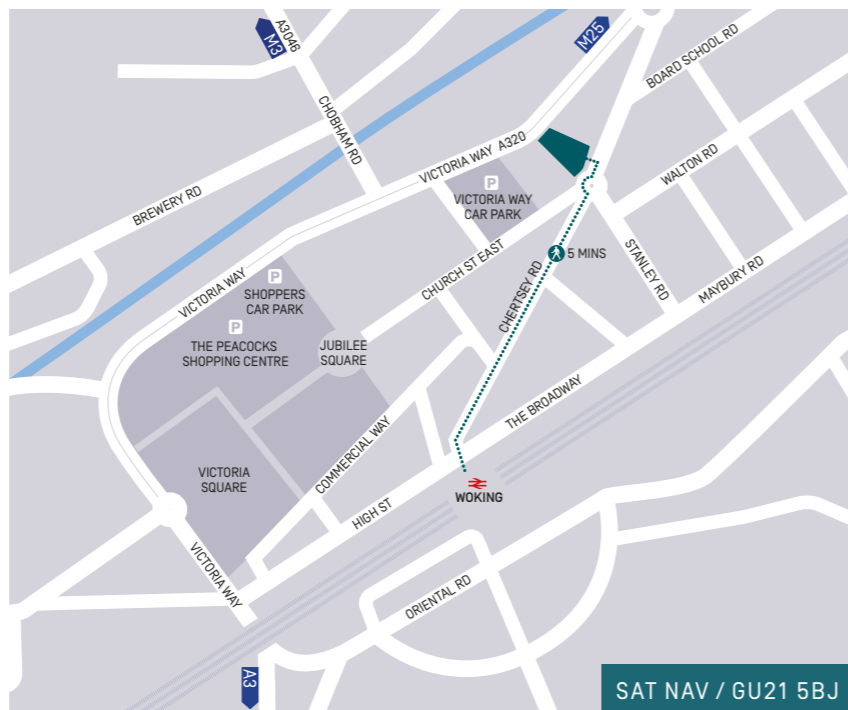 M3
A3046
M25
BOARD SCHOOL RD
CHOBHAM RD
VICTORIA WAY A320
WALTON RD
P
VICTORIA WAY
CAR PARK
BREWERY RD
STANLEY RD
5 MINS
CHURCH ST EAST
MAYBURY RD
VICTORIA WAY
P
SHOPPERS
CAR PARK
CHERTSEY RD
P
THE PEACOCKS
SHOPPING CENTRE
JUBILEE
SQUARE
THE BROADWAY
COMMERCIAL WAY
VICTORIA
SQUARE
WOKING
HIGH ST
VICTORIA WAY
ORIENTAL RD
A3
SAT NAV / GU21 5BJ